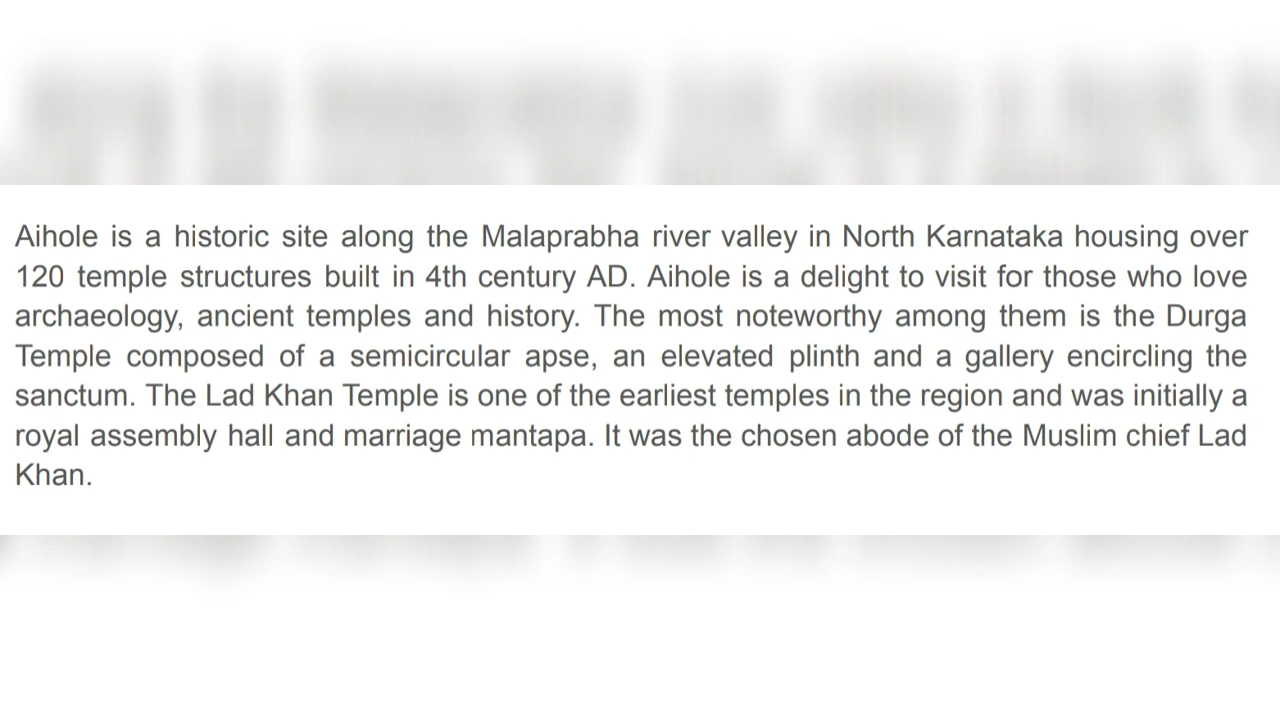 Aihole is a historic site along the Malaprabha river valley in North Karnataka housing over
120 temple structures built in 4th century AD. Aihole is a delight to visit for those who love
archaeology, ancient temples and history. The most noteworthy among them is the Durga
Temple composed of a semicircular apse, an elevated plinth and a gallery encircling the
sanctum. The Lad Khan Temple is one of the earliest temples in the region and was initially a
royal assembly hall and marriage mantapa. It was the chosen abode of the Muslim chief Lad
Khan.